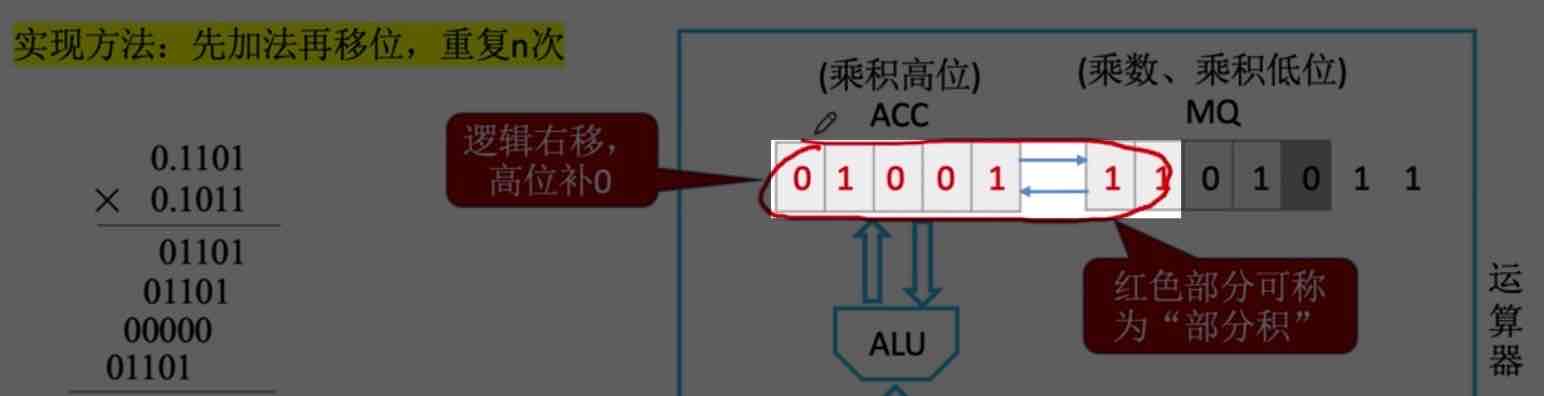 实现方法：先加法再移位，重复n次
0.1101
× 0.1011
01101
01101
00000
01101
逻辑右移，
高位补0
(乘积高位)
ACC
(乘数、乘积低位)
MQ
0 1 0 0 1 1 1 0 1 0 1 1
ALU
红色部分可称
为“部分积”
运
算
器